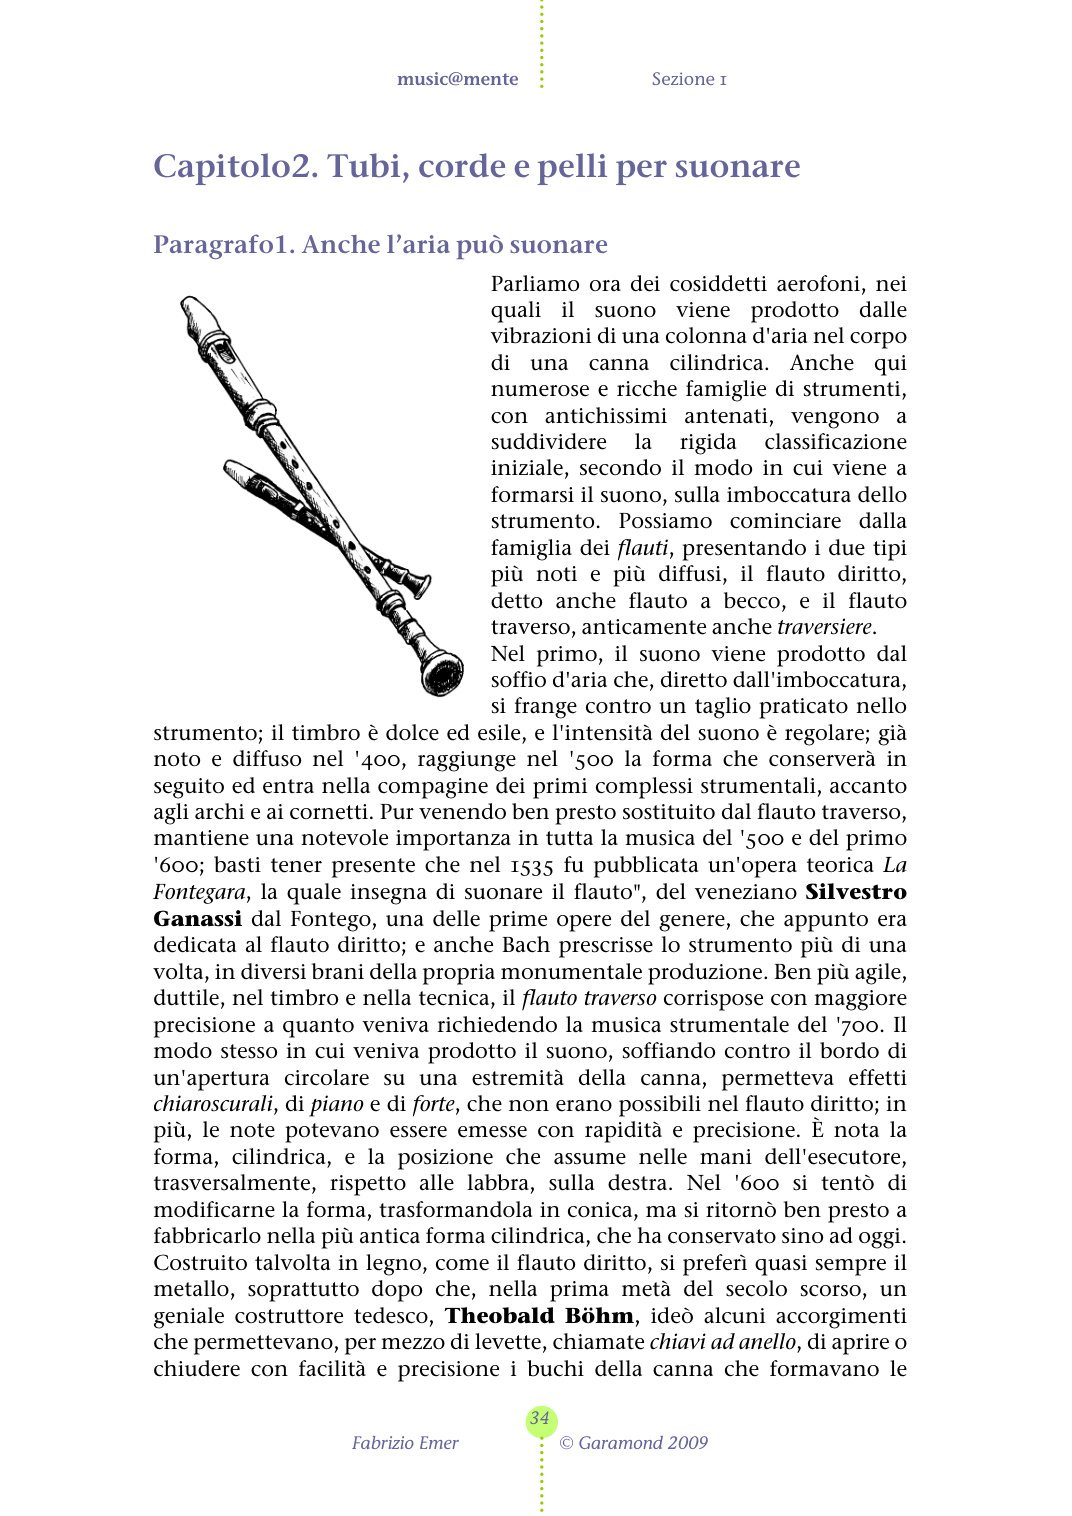 music@mente
Sezione 1
Capitolo2. Tubi, corde e pelli per suonare
Paragrafo1. Anche l’aria può suonare
Parliamo ora dei cosiddetti aerofoni, nei
quali il suono viene prodotto dalle
vibrazioni di una colonna d'aria nel corpo
di una canna cilindrica. Anche qui
numerose e ricche famiglie di strumenti,
con antichissimi antenati, vengono a
suddividere la rigida classificazione
iniziale, secondo il modo in cui viene a
formarsi il suono, sulla imboccatura dello
strumento. Possiamo cominciare dalla
famiglia dei flauti, presentando i due tipi
più noti e più diffusi, il flauto diritto,
detto anche flauto a becco, e il flauto
traverso, anticamente anche traversiere.
Nel primo, il suono viene prodotto dal
soffio d'aria che, diretto dall'imboccatura,
si frange contro un taglio praticato nello
strumento; il timbro è dolce ed esile, e l'intensità del suono è regolare; già
noto e diffuso nel '400, raggiunge nel '500 la forma che conserverà in
seguito ed entra nella compagine dei primi complessi strumentali, accanto
agli archi e ai cornetti. Pur venendo ben presto sostituito dal flauto traverso,
mantiene una notevole importanza in tutta la musica del '500 e del primo
'600; basti tener presente che nel 1535 fu pubblicata un'opera teorica La
Fontegara, la quale insegna di suonare il flauto", del veneziano Silvestro
Ganassi dal Fontego, una delle prime opere del genere, che appunto era
dedicata al flauto diritto; e anche Bach prescrisse lo strumento più di una
volta, in diversi brani della propria monumentale produzione. Ben più agile,
duttile, nel timbro e nella tecnica, il flauto traverso corrispose con maggiore
precisione a quanto veniva richiedendo la musica strumentale del '700. Il
modo stesso in cui veniva prodotto il suono, soffiando contro il bordo di
un'apertura circolare su una estremità della canna, permetteva effetti
chiaroscurali, di piano e di forte, che non erano possibili nel flauto diritto; in
più, le note potevano essere emesse con rapidità e precisione. È nota la
forma, cilindrica, e la posizione che assume nelle mani dell'esecutore,
trasversalmente, rispetto alle labbra, sulla destra. Nel '600 si tentò di
modificarne la forma, trasformandola in conica, ma si ritornò ben presto a
fabbricarlo nella più antica forma cilindrica, che ha conservato sino ad oggi.
Costruito talvolta in legno, come il flauto diritto, si preferì quasi sempre il
metallo, soprattutto dopo che, nella prima metà del secolo scorso, un
geniale costruttore tedesco, Theobald Böhm, ideò alcuni accorgimenti
che permettevano, per mezzo di levette, chiamate chiavi ad anello, di aprire o
chiudere con facilità e precisione i buchi della canna che formavano le
34
Fabrizio Emer
© Garamond 2009